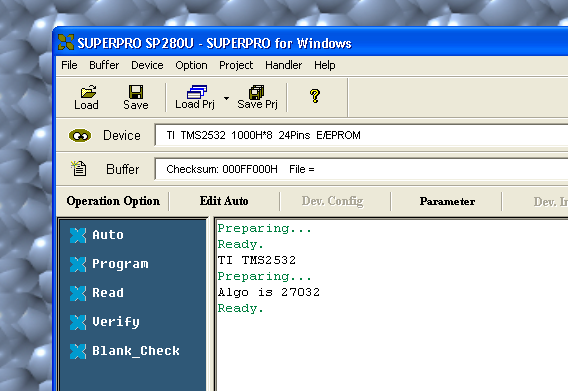 SUPERPRO SP280U - SUPERPRO for Windows
File Buffer Device Option Project Handler Help
Load Save Load Prj Save Prj ?
Device TI TMS2532 1000H*8 24Pins E/EPROM
Buffer Checksum: 000FF000H File =
Operation Option Edit Auto Dev. Config Parameter Dev. In
Auto
Program
Read
Verify
Blank_Check
Preparing...
Ready.
TI TMS2532
Preparing...
Algo is 27032
Ready.